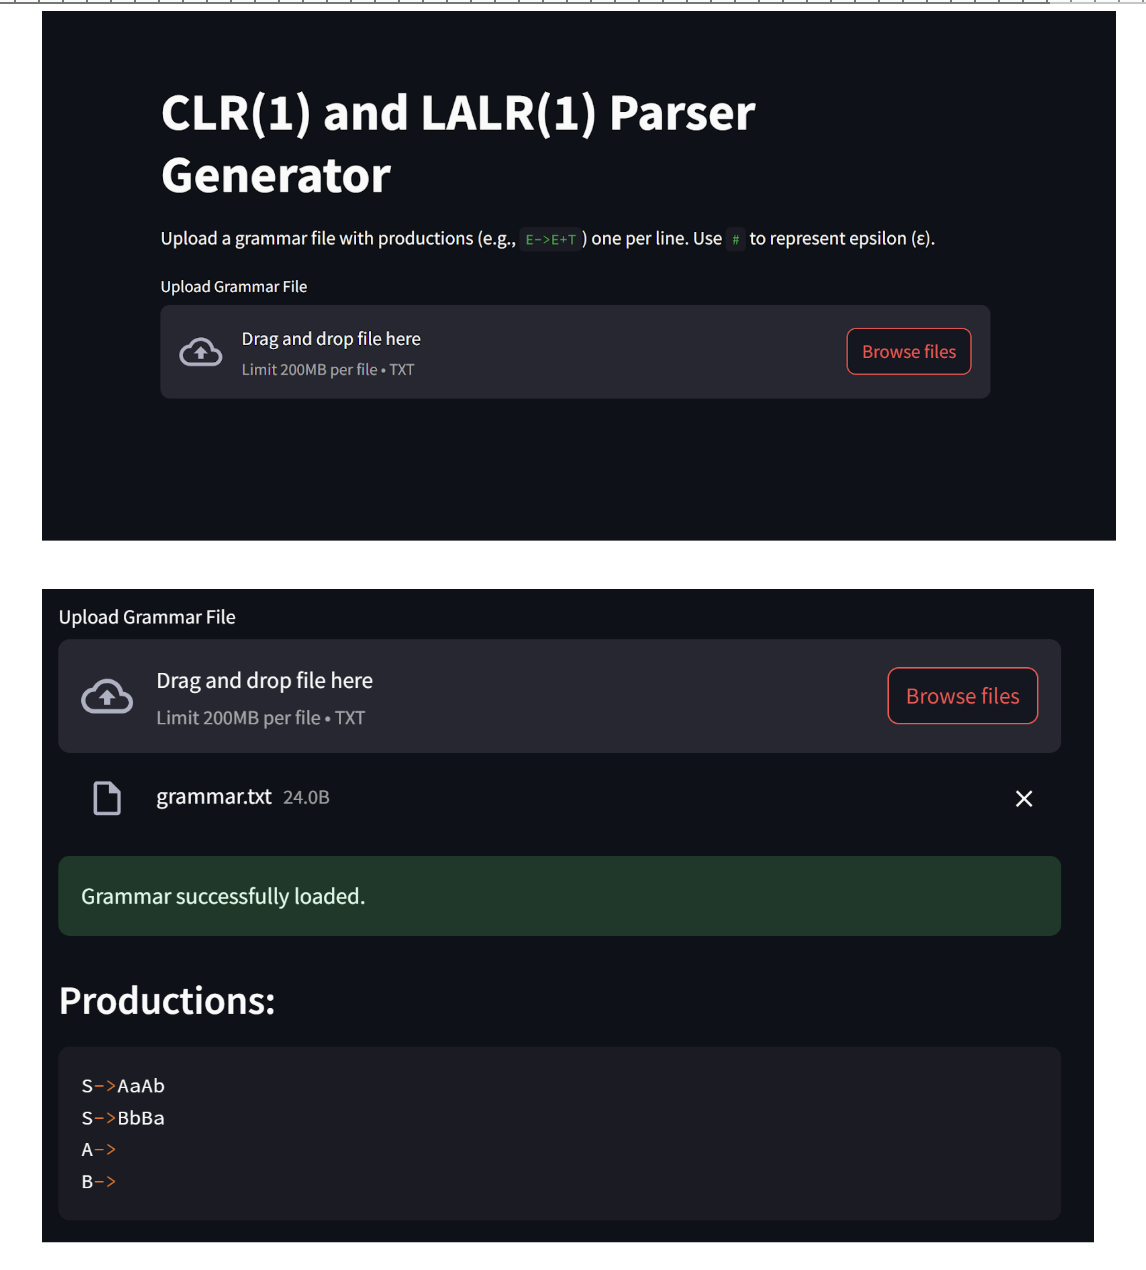 CLR(1) and LALR(1) Parser
Generator
Upload a grammar file with productions (e.g., E->E+T ) one per line. Use # to represent epsilon (ε).
Upload Grammar File
Drag and drop file here
Limit 200MB per file • TXT
Browse files
Upload Grammar File
Drag and drop file here
Limit 200MB per file • TXT
Browse files
grammar.txt 24.0B
Grammar successfully loaded.
Productions:
S->AaAb
S->BbBa
A->
B->